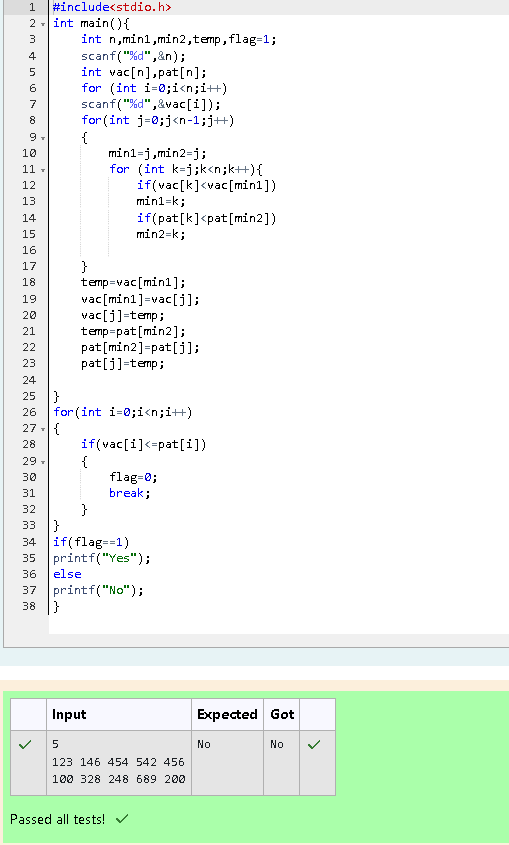 1 #include<stdio.h>
2 int main(){
3 int n,min1,min2,temp,flag=1;
4 scanf("%d",&n);
5 int vac[n],pat[n];
6 for (int i=0;i<n;i++)
7 scanf("%d",&vac[i]);
8 for(int j=0;j<n-1;j++)
9 {
10 min1=j,min2=j;
11 for (int k=j;k<n;k++){
12 if(vac[k]<vac[min1])
13 min1=k;
14 if(pat[k]<pat[min2])
15 min2=k;
16
17 }
18 temp=vac[min1];
19 vac[min1]=vac[j];
20 vac[j]=temp;
21 temp=pat[min2];
22 pat[min2]=pat[j];
23 pat[j]=temp;
24
25 }
26 for(int i=0;i<n;i++)
27 {
28 if(vac[i]<=pat[i])
29 {
30 flag=0;
31 break;
32 }
33 }
34 if(flag==1)
35 printf("Yes");
36 else
37 printf("No");
38 }
Input Expected Got
5 No No
123 146 454 542 456
100 328 248 689 200
Passed all tests!